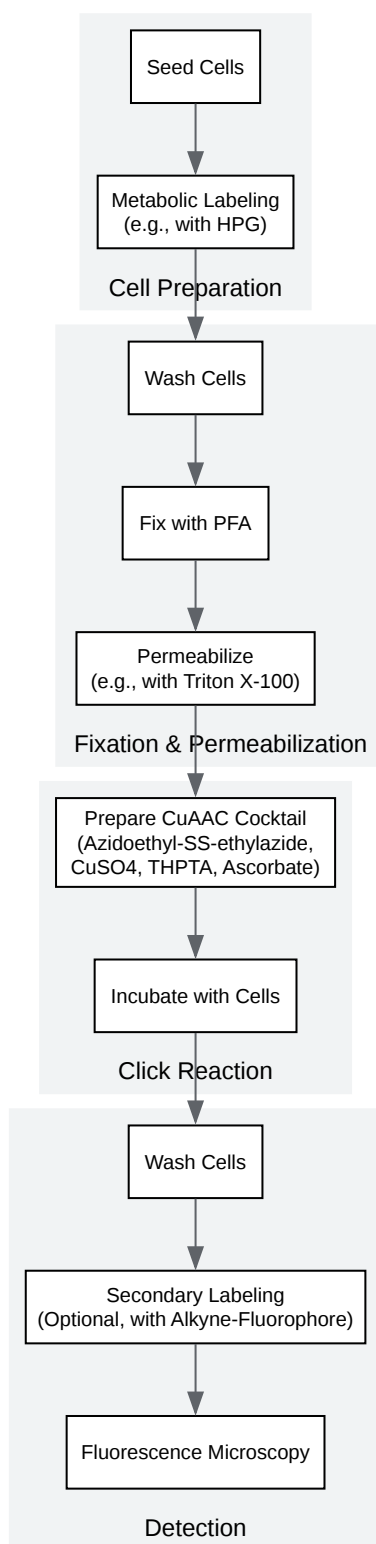 Seed Cells
Metabolic Labeling
(e.g., with HPG)
Cell Preparation
Wash Cells
Fix with PFA
Permeabilize
(e.g., with Triton X-100)
Fixation & Permeabilization
Prepare CuAAC Cocktail
(Azidoethyl-SS-ethylazide,
CuSO4, THPTA, Ascorbate)
Incubate with Cells
Click Reaction
Wash Cells
Secondary Labeling
(Optional, with Alkyne-Fluorophore)
Fluorescence Microscopy
Detection